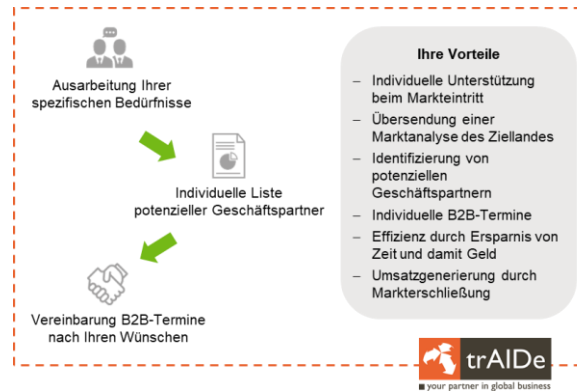 Ausarbeitung Ihrer
spezifischen Bedürfnisse
Individuelle Liste
potenzieller Geschäftspartner
Vereinbarung B2B-Termine
nach Ihren Wünschen
Ihre Vorteile
– Individuelle Unterstützung
beim Markteintritt
– Übersendung einer
Marktanalyse des Ziellandes
– Identifizierung von
potenziellen
Geschäftspartnern
– Individuelle B2B-Termine
– Effizienz durch Ersparnis von
Zeit und damit Geld
– Umsatzgenerierung durch
Markterschließung
trAIDe
your partner in global business